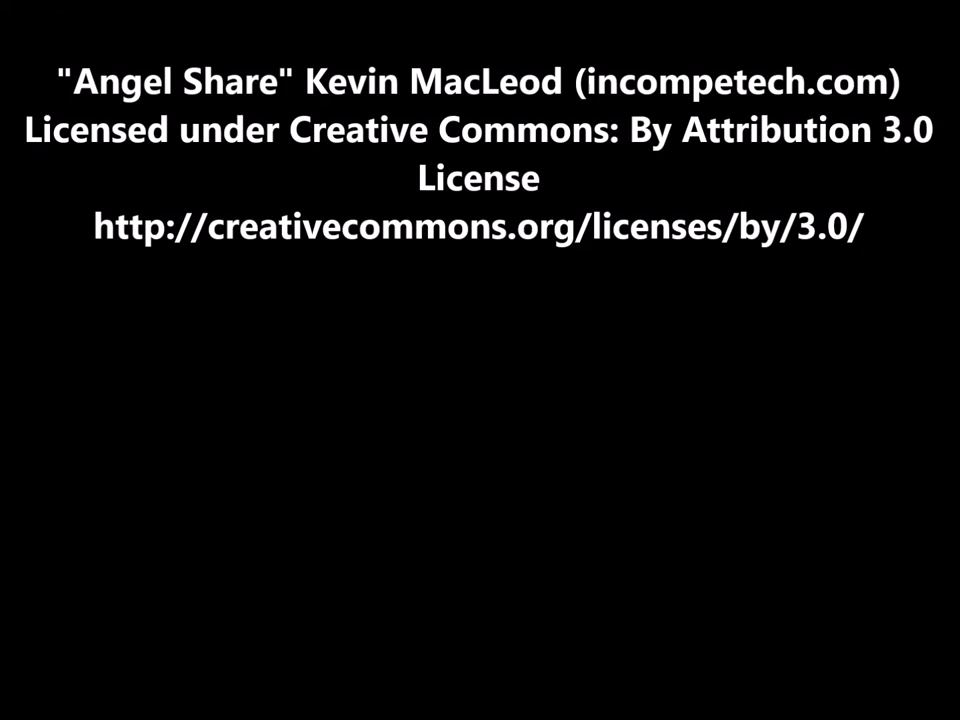 "Angel Share" Kevin MacLeod (incompetech.com)
Licensed under Creative Commons: By Attribution 3.0
License
http://creativecommons.org/licenses/by/3.0/